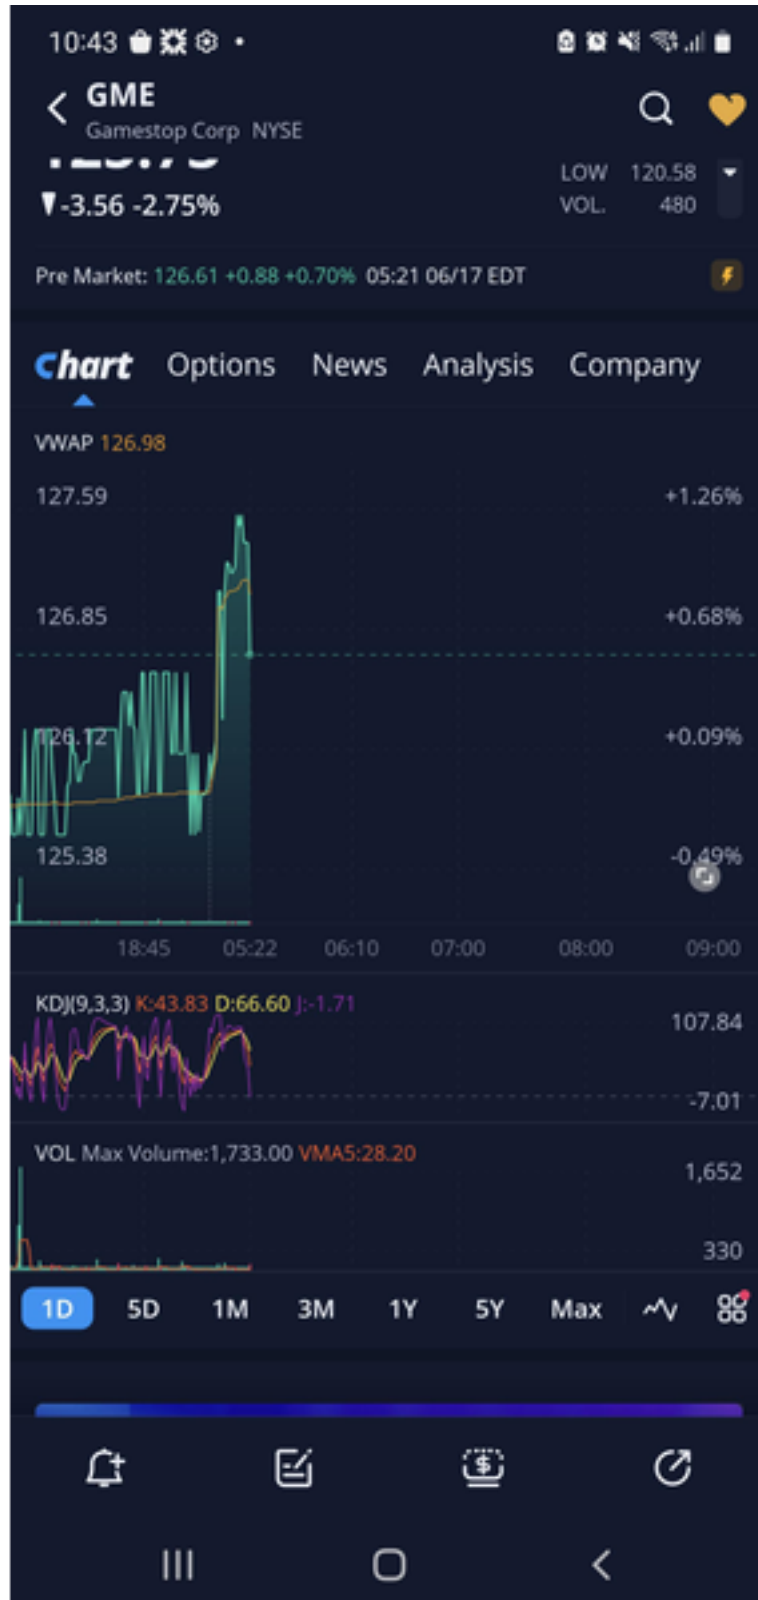 10:43
GME
Gamestop Corp NYSE
LOW 120.58
▼-3.56 -2.75%
VOL. 480
Pre Market: 126.61 +0.88 +0.70% 05:21 06/17 EDT
Chart Options News Analysis Company
VWAP 126.98
127.59 +1.26%
126.85 +0.68%
126.12 +0.09%
125.38 -0.49%
18:45 05:22 06:10 07:00 08:00 09:00
KDJ(9,3,3) K:43.83 D:66.60 J:-1.71
107.84
-7.01
VOL Max Volume:1,733.00 VMA5:28.20
1,652
330
1D 5D 1M 3M 1Y 5Y Max